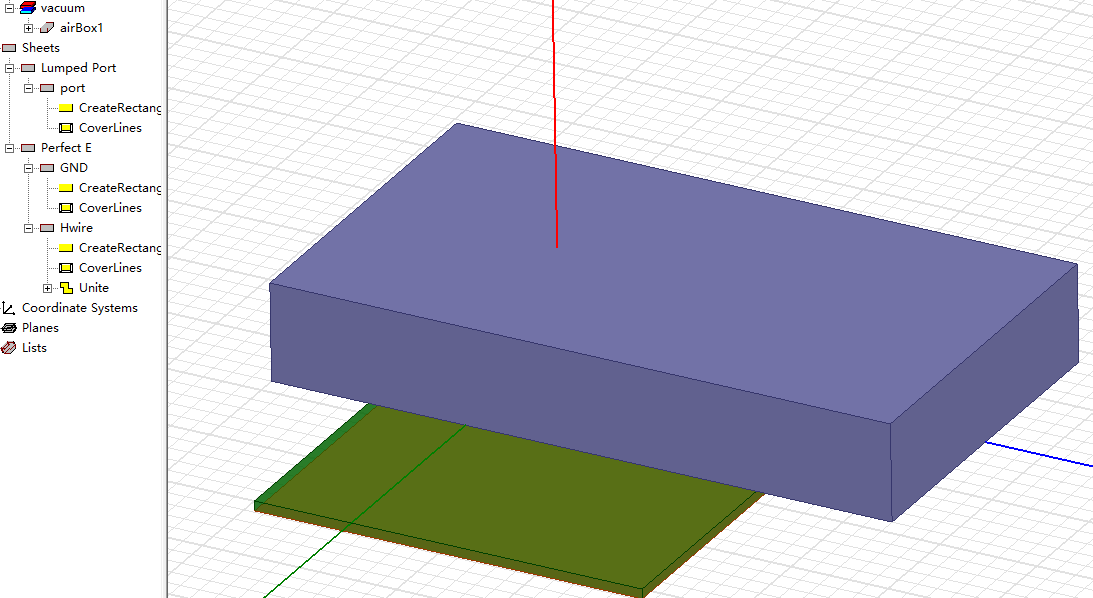 vacuum
airBox1
Sheets
Lumped Port
port
CreateRectang
CoverLines
Perfect E
GND
CreateRectang
CoverLines
Hwire
CreateRectang
CoverLines
Unite
Coordinate Systems
Planes
Lists